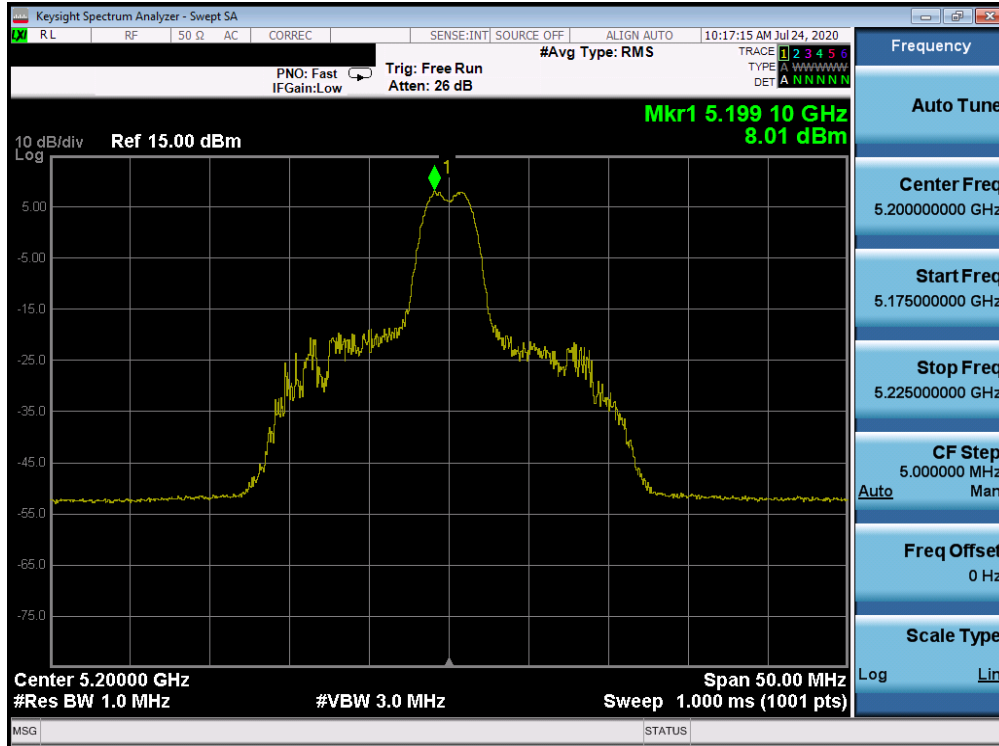 Keysight Spectrum Analyzer - Swept SA
LXI RL RF 50 Ω AC CORREC SENSE:INT SOURCE OFF ALIGN AUTO 10:17:15 AM Jul 24, 2020
#Avg Type: RMS
TRACE 1 2 3 4 5 6
PNO: Fast Trig: Free Run
TYPE A WWWWW
IFGain:Low Atten: 26 dB
DET A N N N N N
Mkr1 5.199 10 GHz
8.01 dBm
10 dB/div Ref 15.00 dBm
Log
1
5.00
-5.00
-15.0
-25.0
-35.0
-45.0
-55.0
-65.0
-75.0
Center 5.20000 GHz Span 50.00 MHz
#Res BW 1.0 MHz #VBW 3.0 MHz Sweep 1.000 ms (1001 pts)
MSG STATUS
Frequency
Auto Tune
Center Freq
5.200000000 GHz
Start Freq
5.175000000 GHz
Stop Freq
5.225000000 GHz
CF Step
5.000000 MHz
Auto Man
Freq Offset
0 Hz
Scale Type
Log Lin